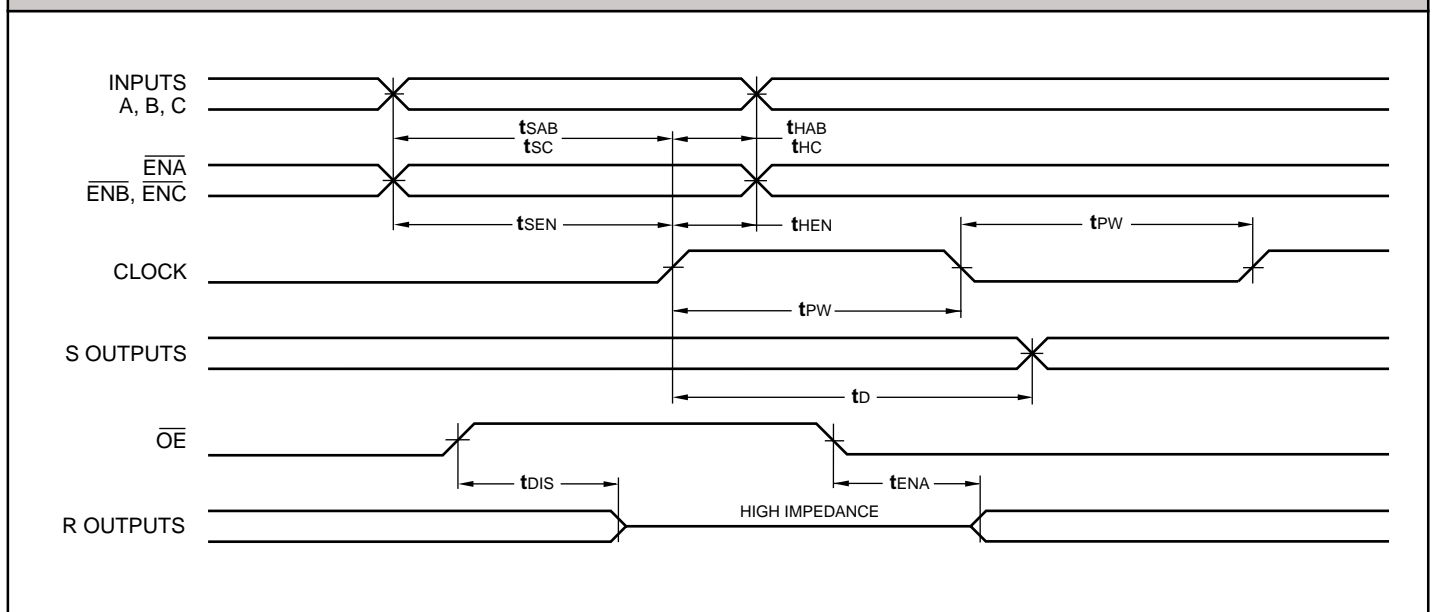 INPUTS
A, B, C
tSAB
tSC
tHAB
tHC
ENA
ENB, ENC
tSEN
tHEN
tPW
CLOCK
tPW
S OUTPUTS
tD
OE
tDIS
tENA
R OUTPUTS
HIGH IMPEDANCE